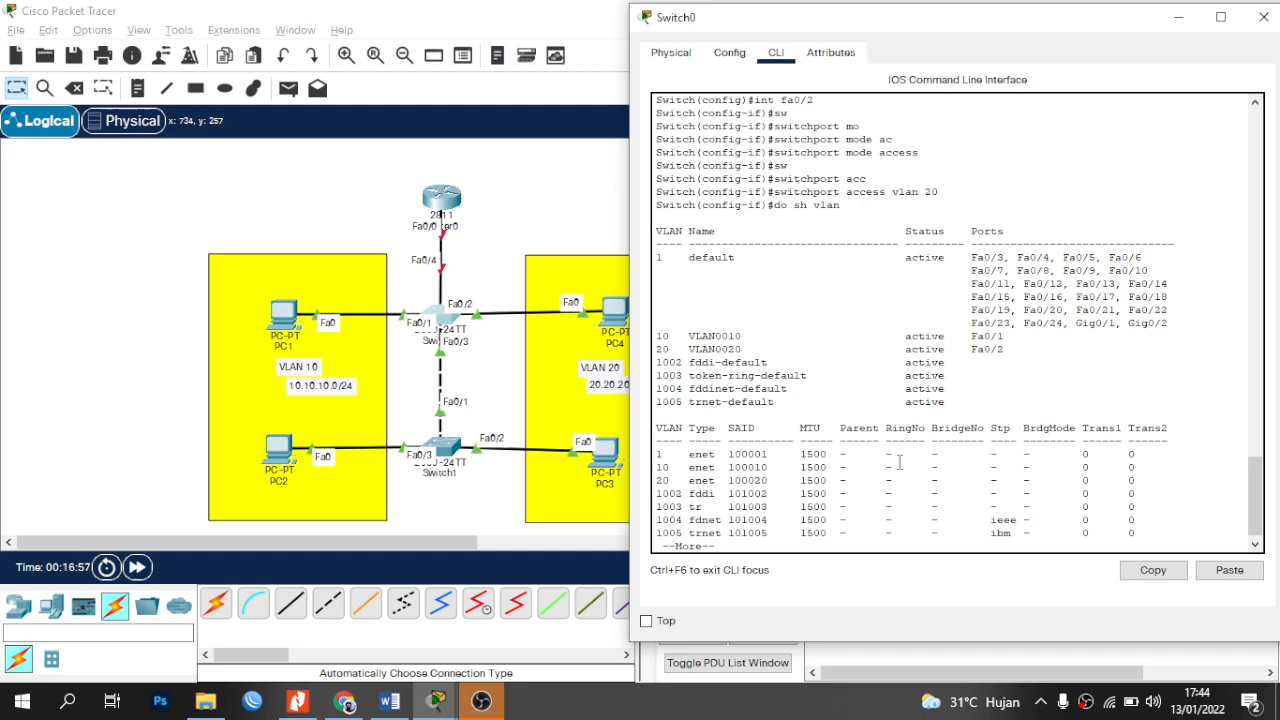 Cisco Packet Tracer
File Edit Options View Tools Extensions Window Help
Logical Physical x: 734, y: 257
2811
Fa0/0
Fa0/4
Fa0/2
Fa0
Fa0/1
Fa0
PC-PT
PC1
Fa0/3
PC-PT
PC4
VLAN 10
10.10.10.0/24
VLAN 20
20.20.20
Fa0/1
Fa0/2
Fa0
Fa0/3
Fa0
PC-PT
PC2
Switch1
PC-PT
PC3
Time: 00:16:57
Automatically Choose Connection Type
Switch0
Physical Config CLI Attributes
IOS Command Line Interface
Switch(config)#int fa0/2
Switch(config-if)#sw
Switch(config-if)#switchport mo
Switch(config-if)#switchport mode ac
Switch(config-if)#switchport mode access
Switch(config-if)#sw
Switch(config-if)#switchport acc
Switch(config-if)#switchport access vlan 20
Switch(config-if)#do sh vlan
VLAN Name Status Ports
---- -------------------------------- --------- -------------------------------
1 default active Fa0/3, Fa0/4, Fa0/5, Fa0/6
Fa0/7, Fa0/8, Fa0/9, Fa0/10
Fa0/11, Fa0/12, Fa0/13, Fa0/14
Fa0/15, Fa0/16, Fa0/17, Fa0/18
Fa0/19, Fa0/20, Fa0/21, Fa0/22
Fa0/23, Fa0/24, Gig0/1, Gig0/2
10 VLAN0010 active Fa0/1
20 VLAN0020 active Fa0/2
1002 fddi-default active
1003 token-ring-default active
1004 fddinet-default active
1005 trnet-default active
VLAN Type SAID MTU Parent RingNo BridgeNo Stp BrdgMode Trans1 Trans2
---- ----- ---------- ----- ------ ------ -------- ---- -------- ------ ------
1 enet 100001 1500 - - - - - 0 0
10 enet 100010 1500 - - - - - 0 0
20 enet 100020 1500 - - - - - 0 0
1002 fddi 101002 1500 - - - - - 0 0
1003 tr 101003 1500 - - - - - 0 0
1004 fdnet 101004 1500 - - - ieee - 0 0
1005 trnet 101005 1500 - - - ibm - 0 0
--More--
Ctrl+F6 to exit CLI focus
Copy Paste
Top
Toggle PDU List Window
31°C Hujan
17:44
13/01/2022
2